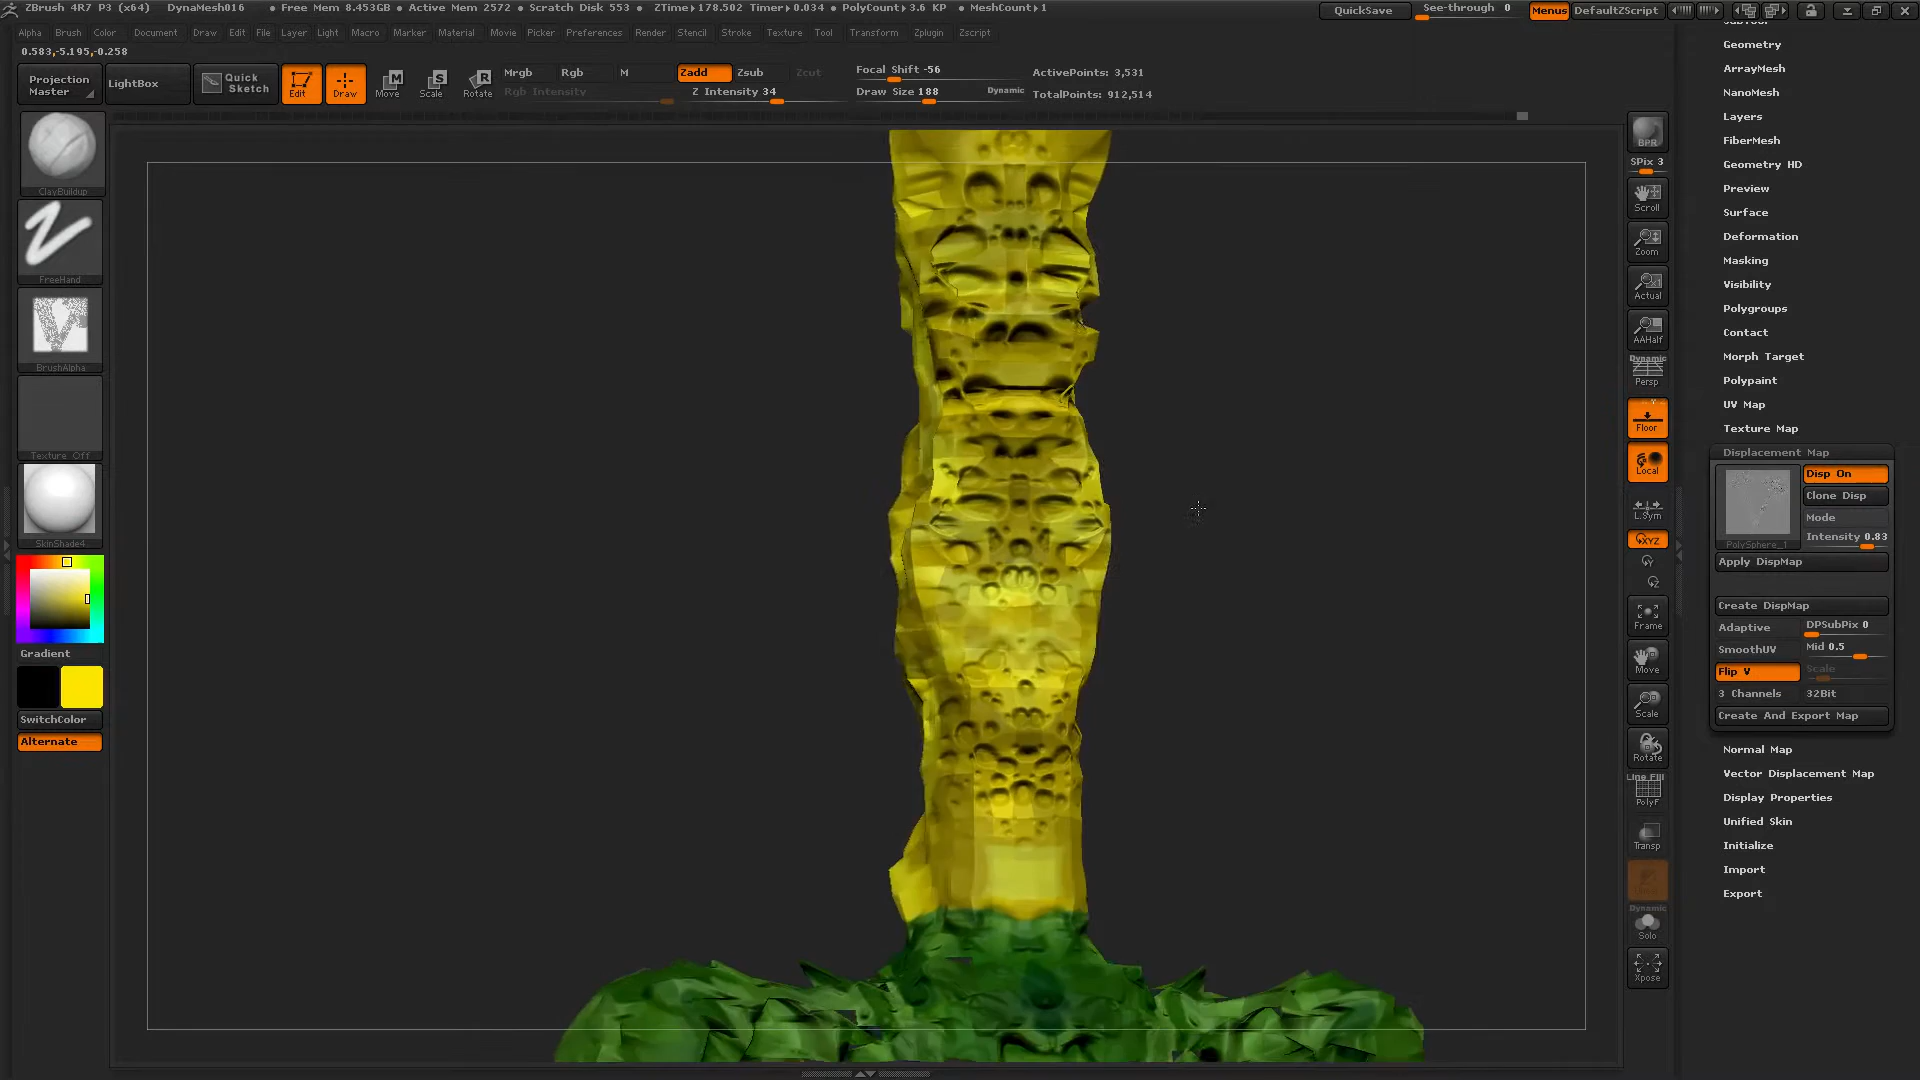 ZBrush 4R7 P3 (x64) DynaMesh016 • Free Mem 8.453GB • Active Mem 2572 • Scratch Disk 553 • ZTime▸178.502 Timer▸0.034 • PolyCount▸3.6 KP • MeshCount▸1 QuickSave See-through 0 Menus DefaultZScript
Alpha Brush Color Document Draw Edit File Layer Light Macro Marker Material Movie Picker Preferences Render Stencil Stroke Texture Tool Transform Zplugin Zscript
0.583,-5.195,-0.258
Projection Master
LightBox
Quick Sketch
Edit
Draw
Move
Scale
Rotate
Mrgb Rgb M
Rgb Intensity
Zadd Zsub Zcut
Z Intensity 34
Focal Shift -56
Draw Size 188
Dynamic
ActivePoints: 3,531
TotalPoints: 912,514
ClayBuildup
FreeHand
BrushAlpha
Texture Off
SkinShade4
Gradient
SwitchColor
Alternate
BPR
SPix 3
Scroll
Zoom
Actual
AAHalf
Dynamic
Persp
Floor
Local
L.Sym
XYZ
Frame
Move
Scale
Rotate
Line Fill
PolyF
Transp
Dynamic
Solo
Xpose
Geometry
ArrayMesh
NanoMesh
Layers
FiberMesh
Geometry HD
Preview
Surface
Deformation
Masking
Visibility
Polygroups
Contact
Morph Target
Polypaint
UV Map
Texture Map
Displacement Map
PolySphere_1
Disp On
Clone Disp
Mode
Intensity 0.83
Apply DispMap
Create DispMap
Adaptive DPSubPix 0
SmoothUV Mid 0.5
Flip V Scale
3 Channels 32Bit
Create And Export Map
Normal Map
Vector Displacement Map
Display Properties
Unified Skin
Initialize
Import
Export